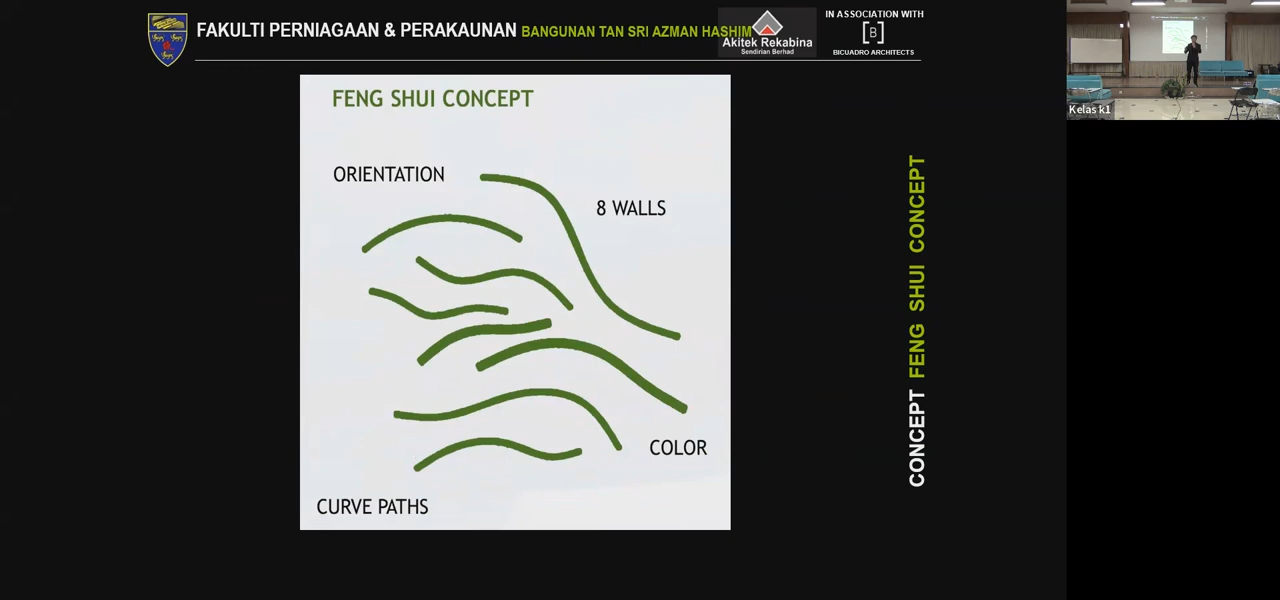 FAKULTI PERNIAGAAN & PERAKAUNAN BANGUNAN TAN SRI AZMAN HASHIM
Akitek Rekabina
Sendirian Berhad
IN ASSOCIATION WITH
[B]
BICUADRO ARCHITECTS
FENG SHUI CONCEPT
ORIENTATION
8 WALLS
COLOR
CURVE PATHS
CONCEPT FENG SHUI CONCEPT
Kelas k1